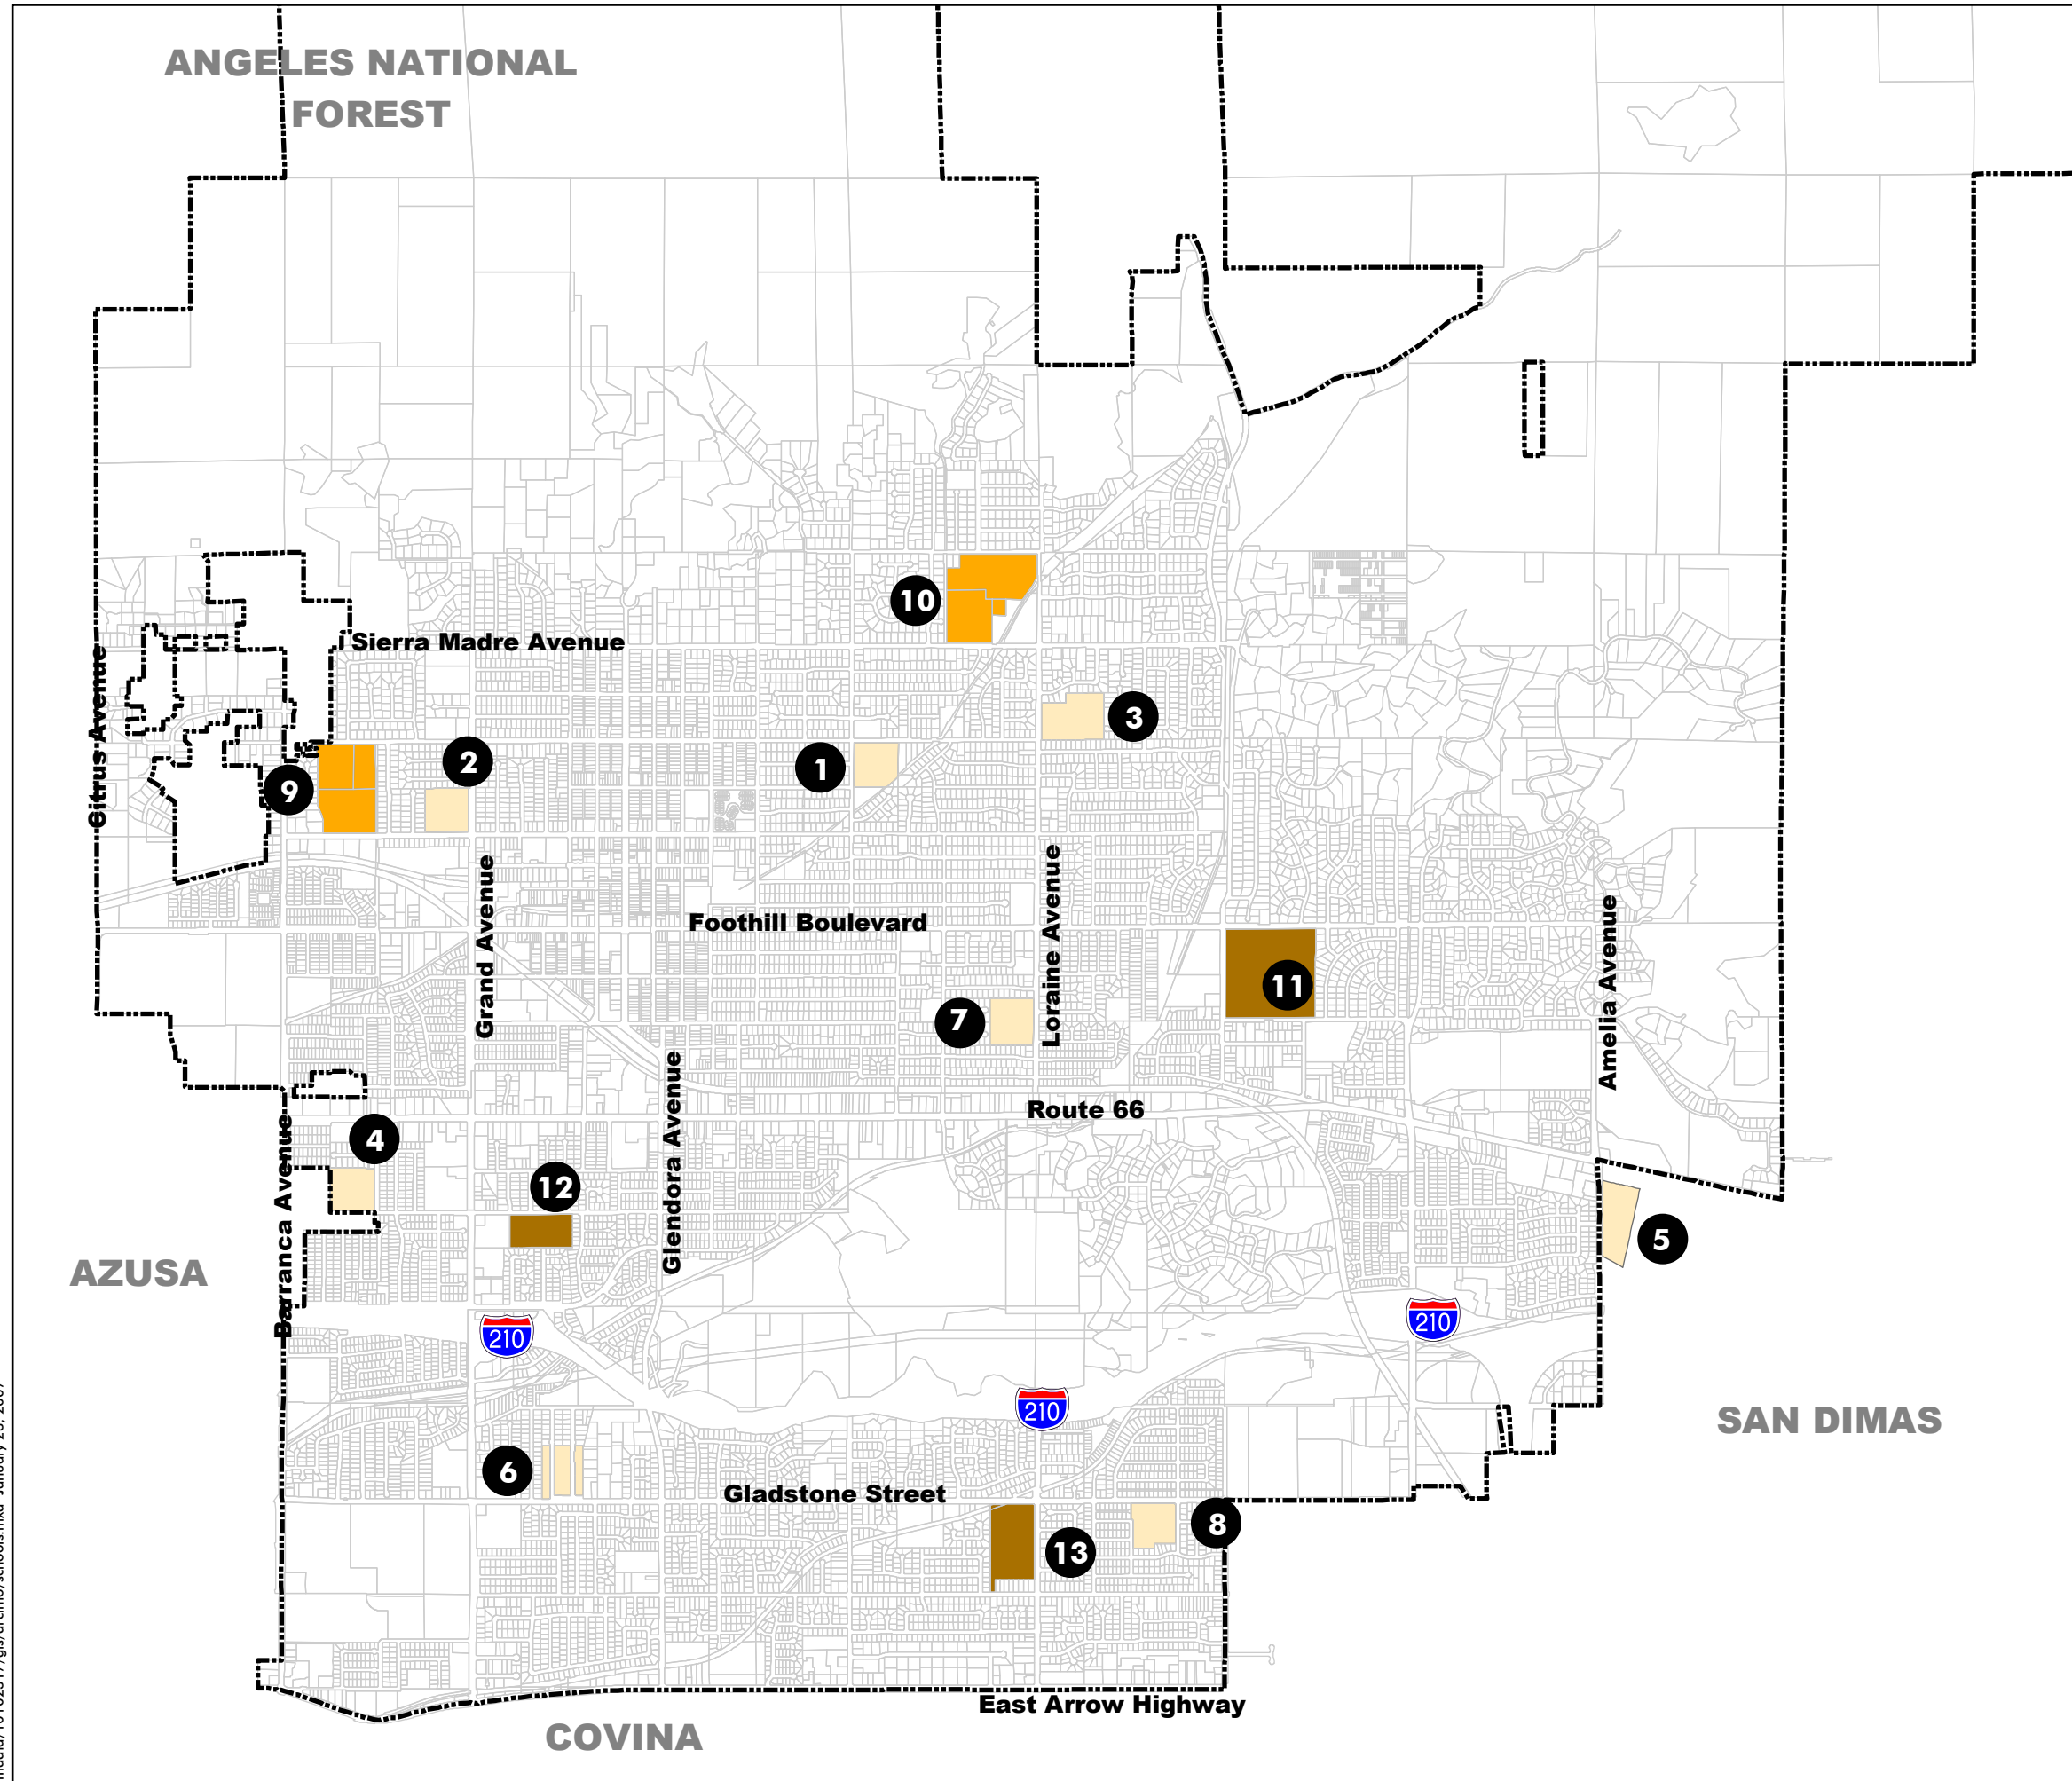 ANGELES NATIONAL
FOREST
10
Sierra Madre Avenue
Citrus Avenue
3
2
1
9
Grand Avenue
Loraine Avenue
Foothill Boulevard
Amelia Avenue
11
7
Glendora Avenue
Route 66
Barranca Avenue
4
12
5
AZUSA
210
210
210
SAN DIMAS
6
Gladstone Street
8
13
East Arrow Highway
COVINA